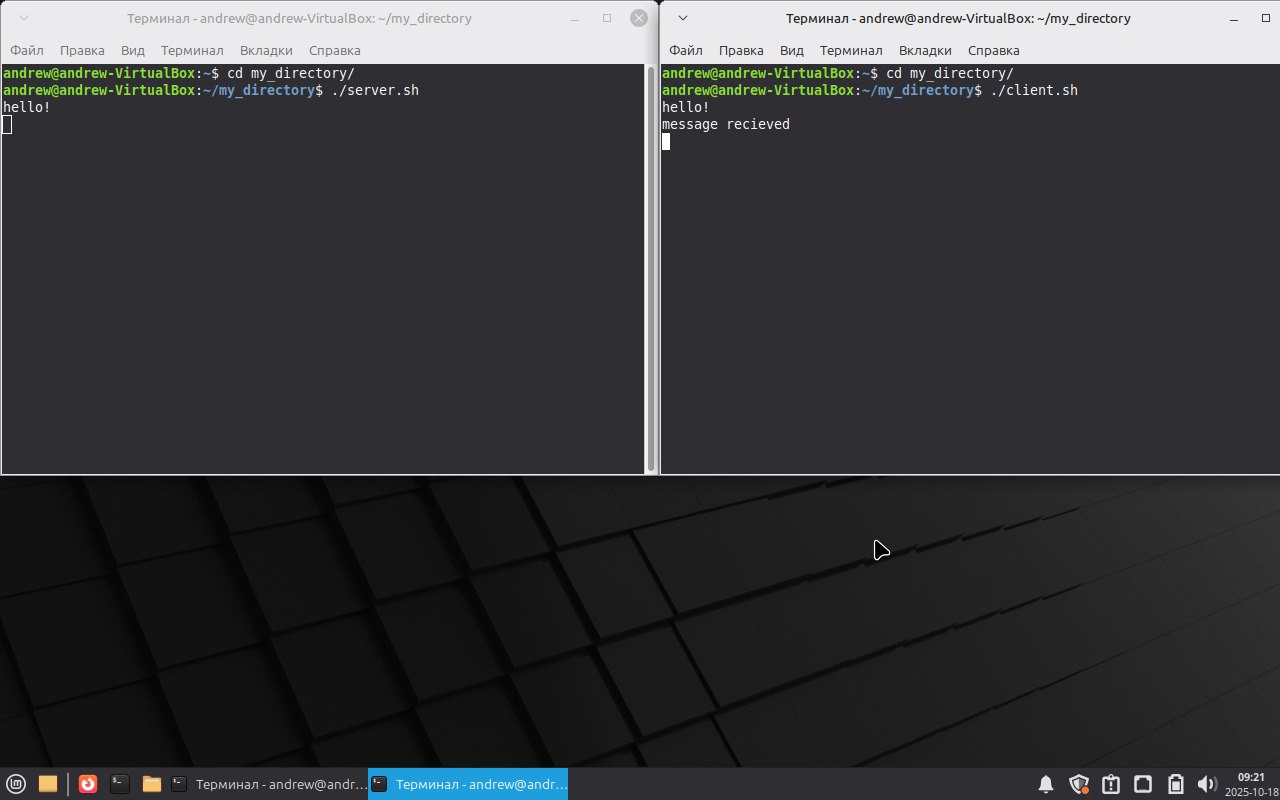 Терминал - andrew@andrew-VirtualBox: ~/my_directory
Файл Правка Вид Терминал Вкладки Справка
andrew@andrew-VirtualBox:~$ cd my_directory/
andrew@andrew-VirtualBox:~/my_directory$ ./server.sh
hello!
Терминал - andrew@andrew-VirtualBox: ~/my_directory
Файл Правка Вид Терминал Вкладки Справка
andrew@andrew-VirtualBox:~$ cd my_directory/
andrew@andrew-VirtualBox:~/my_directory$ ./client.sh
hello!
message recieved
Терминал - andrew@andr...
Терминал - andrew@andr...
09:21
2025-10-18